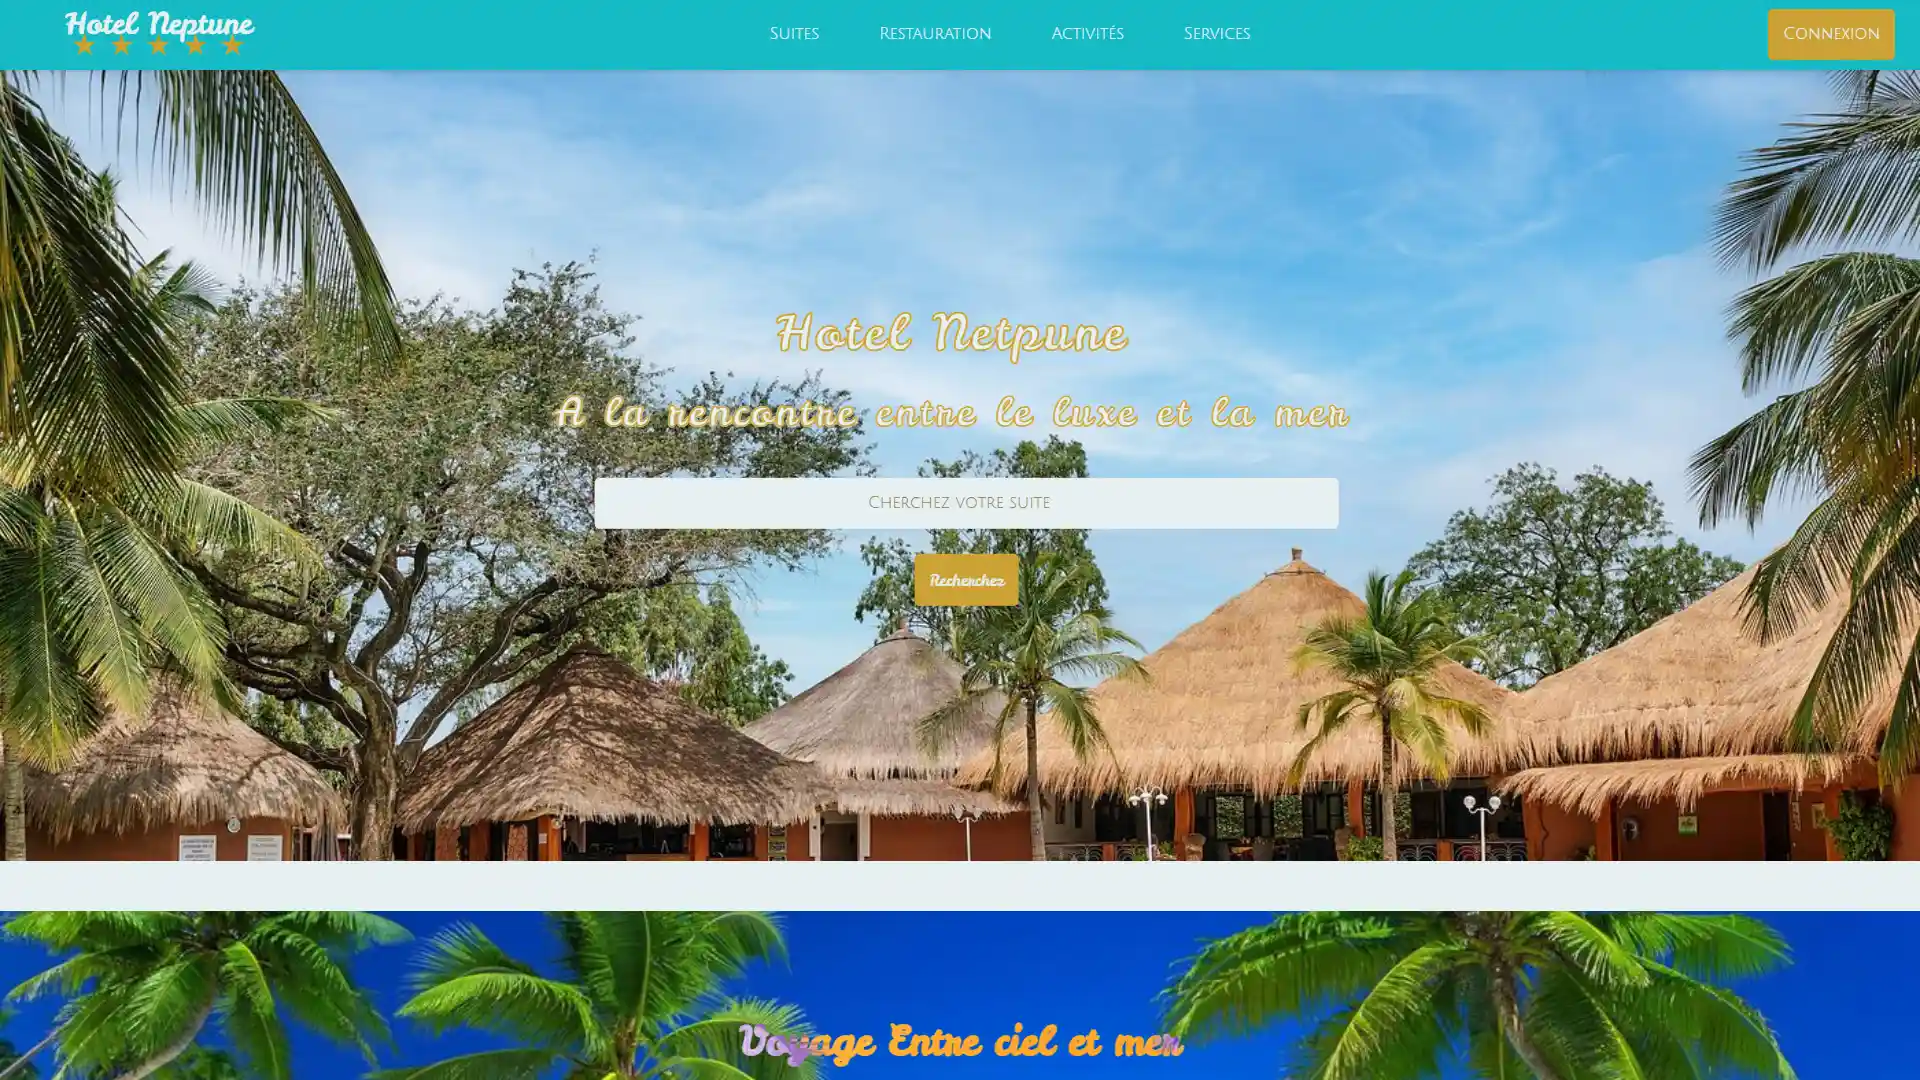 Hotel Neptune
Suites
Restauration
Activités
Services
Connexion
Hotel Netpune
A la rencontre entre le luxe et la mer
Cherchez votre suite
Recherchez
Voyage Entre ciel et mer